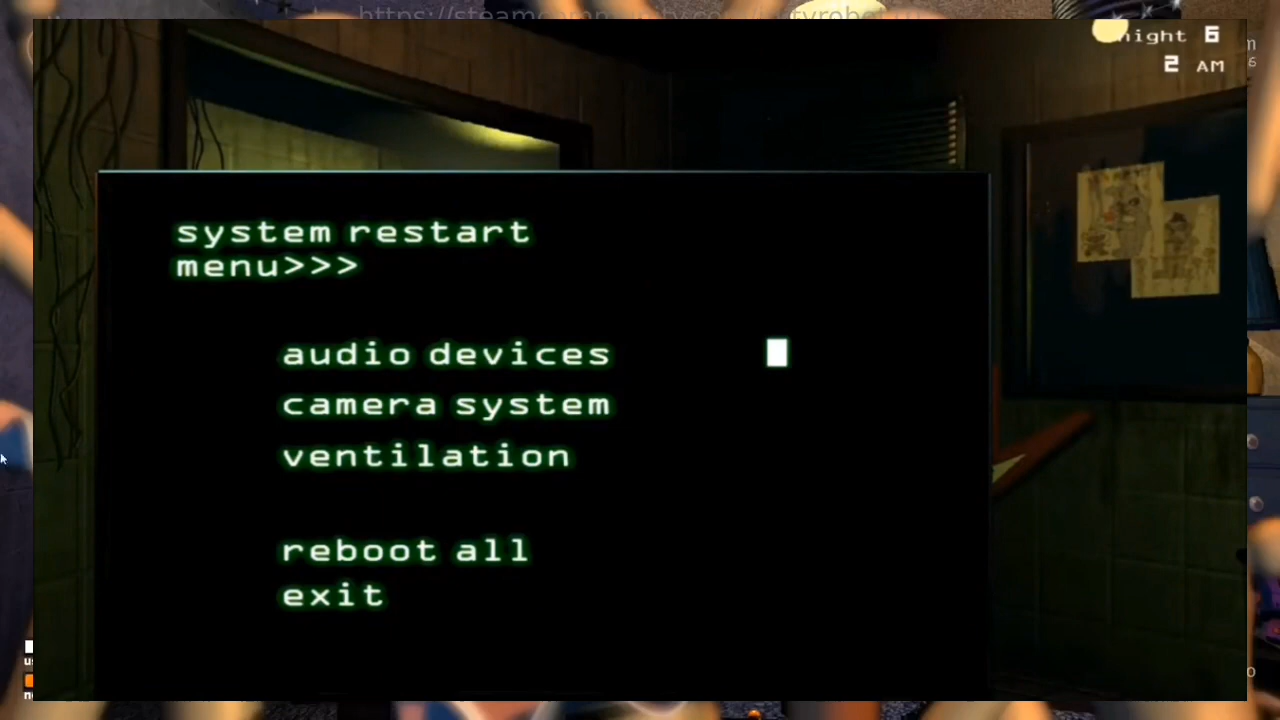 night 6
2 AM
system restart
menu>>>
audio devices
camera system
ventilation
reboot all
exit